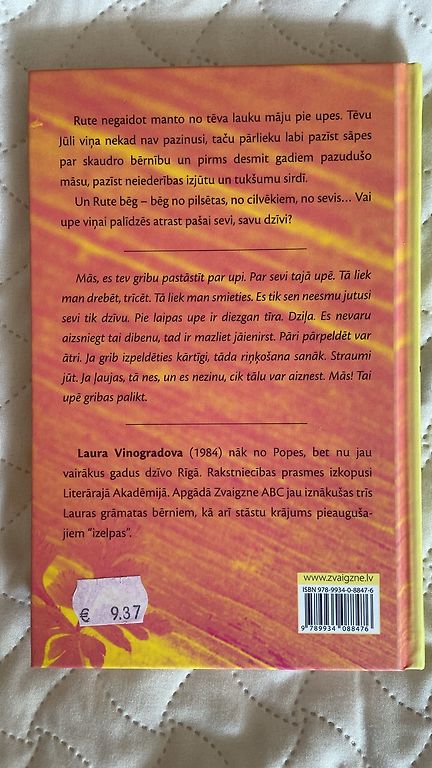 Rute negaidot manto no tēva lauku māju pie upes. Tēvu
Jūli viņa nekad nav pazinusi, taču pārlieku labi pazīst sāpes
par skaudro bērnību un pirms desmit gadiem pazudušo
māsu, pazīst neiederības izjūtu un tukšumu sirdī.
Un Rute bēg – bēg no pilsētas, no cilvēkiem, no sevis... Vai
upe viņai palīdzēs atrast pašai sevi, savu dzīvi?
Mās, es tev gribu pastāstīt par upi. Par sevi tajā upē. Tā liek
man drebēt, trīcēt. Tā liek man smieties. Es tik sen neesmu jutusi
sevi tik dzīvu. Pie laipas upe ir diezgan tīra. Dziļa. Es nevaru
aizsniegt tai dibenu, tad ir mazliet jāienirst. Pāri pārpeldēt var
ātri. Ja grib izpeldēties kārtīgi, tāda riņķošana sanāk. Straumi
jūt. Ja ļaujas, tā nes, un es nezinu, cik tālu var aiznest. Mās! Tai
upē gribas palikt.
Laura Vinogradova (1984) nāk no Popes, bet nu jau
vairākus gadus dzīvo Rīgā. Rakstniecības prasmes izkopusi
Literārajā Akadēmijā. Apgādā Zvaigzne ABC jau iznākušas trīs
Lauras grāmatas bērniem, kā arī stāstu krājums pieauguša-
jiem "izelpas".
€ 9.37
www.zvaigzne.lv
ISBN 978-9934-0-8847-6
9 789934 088476